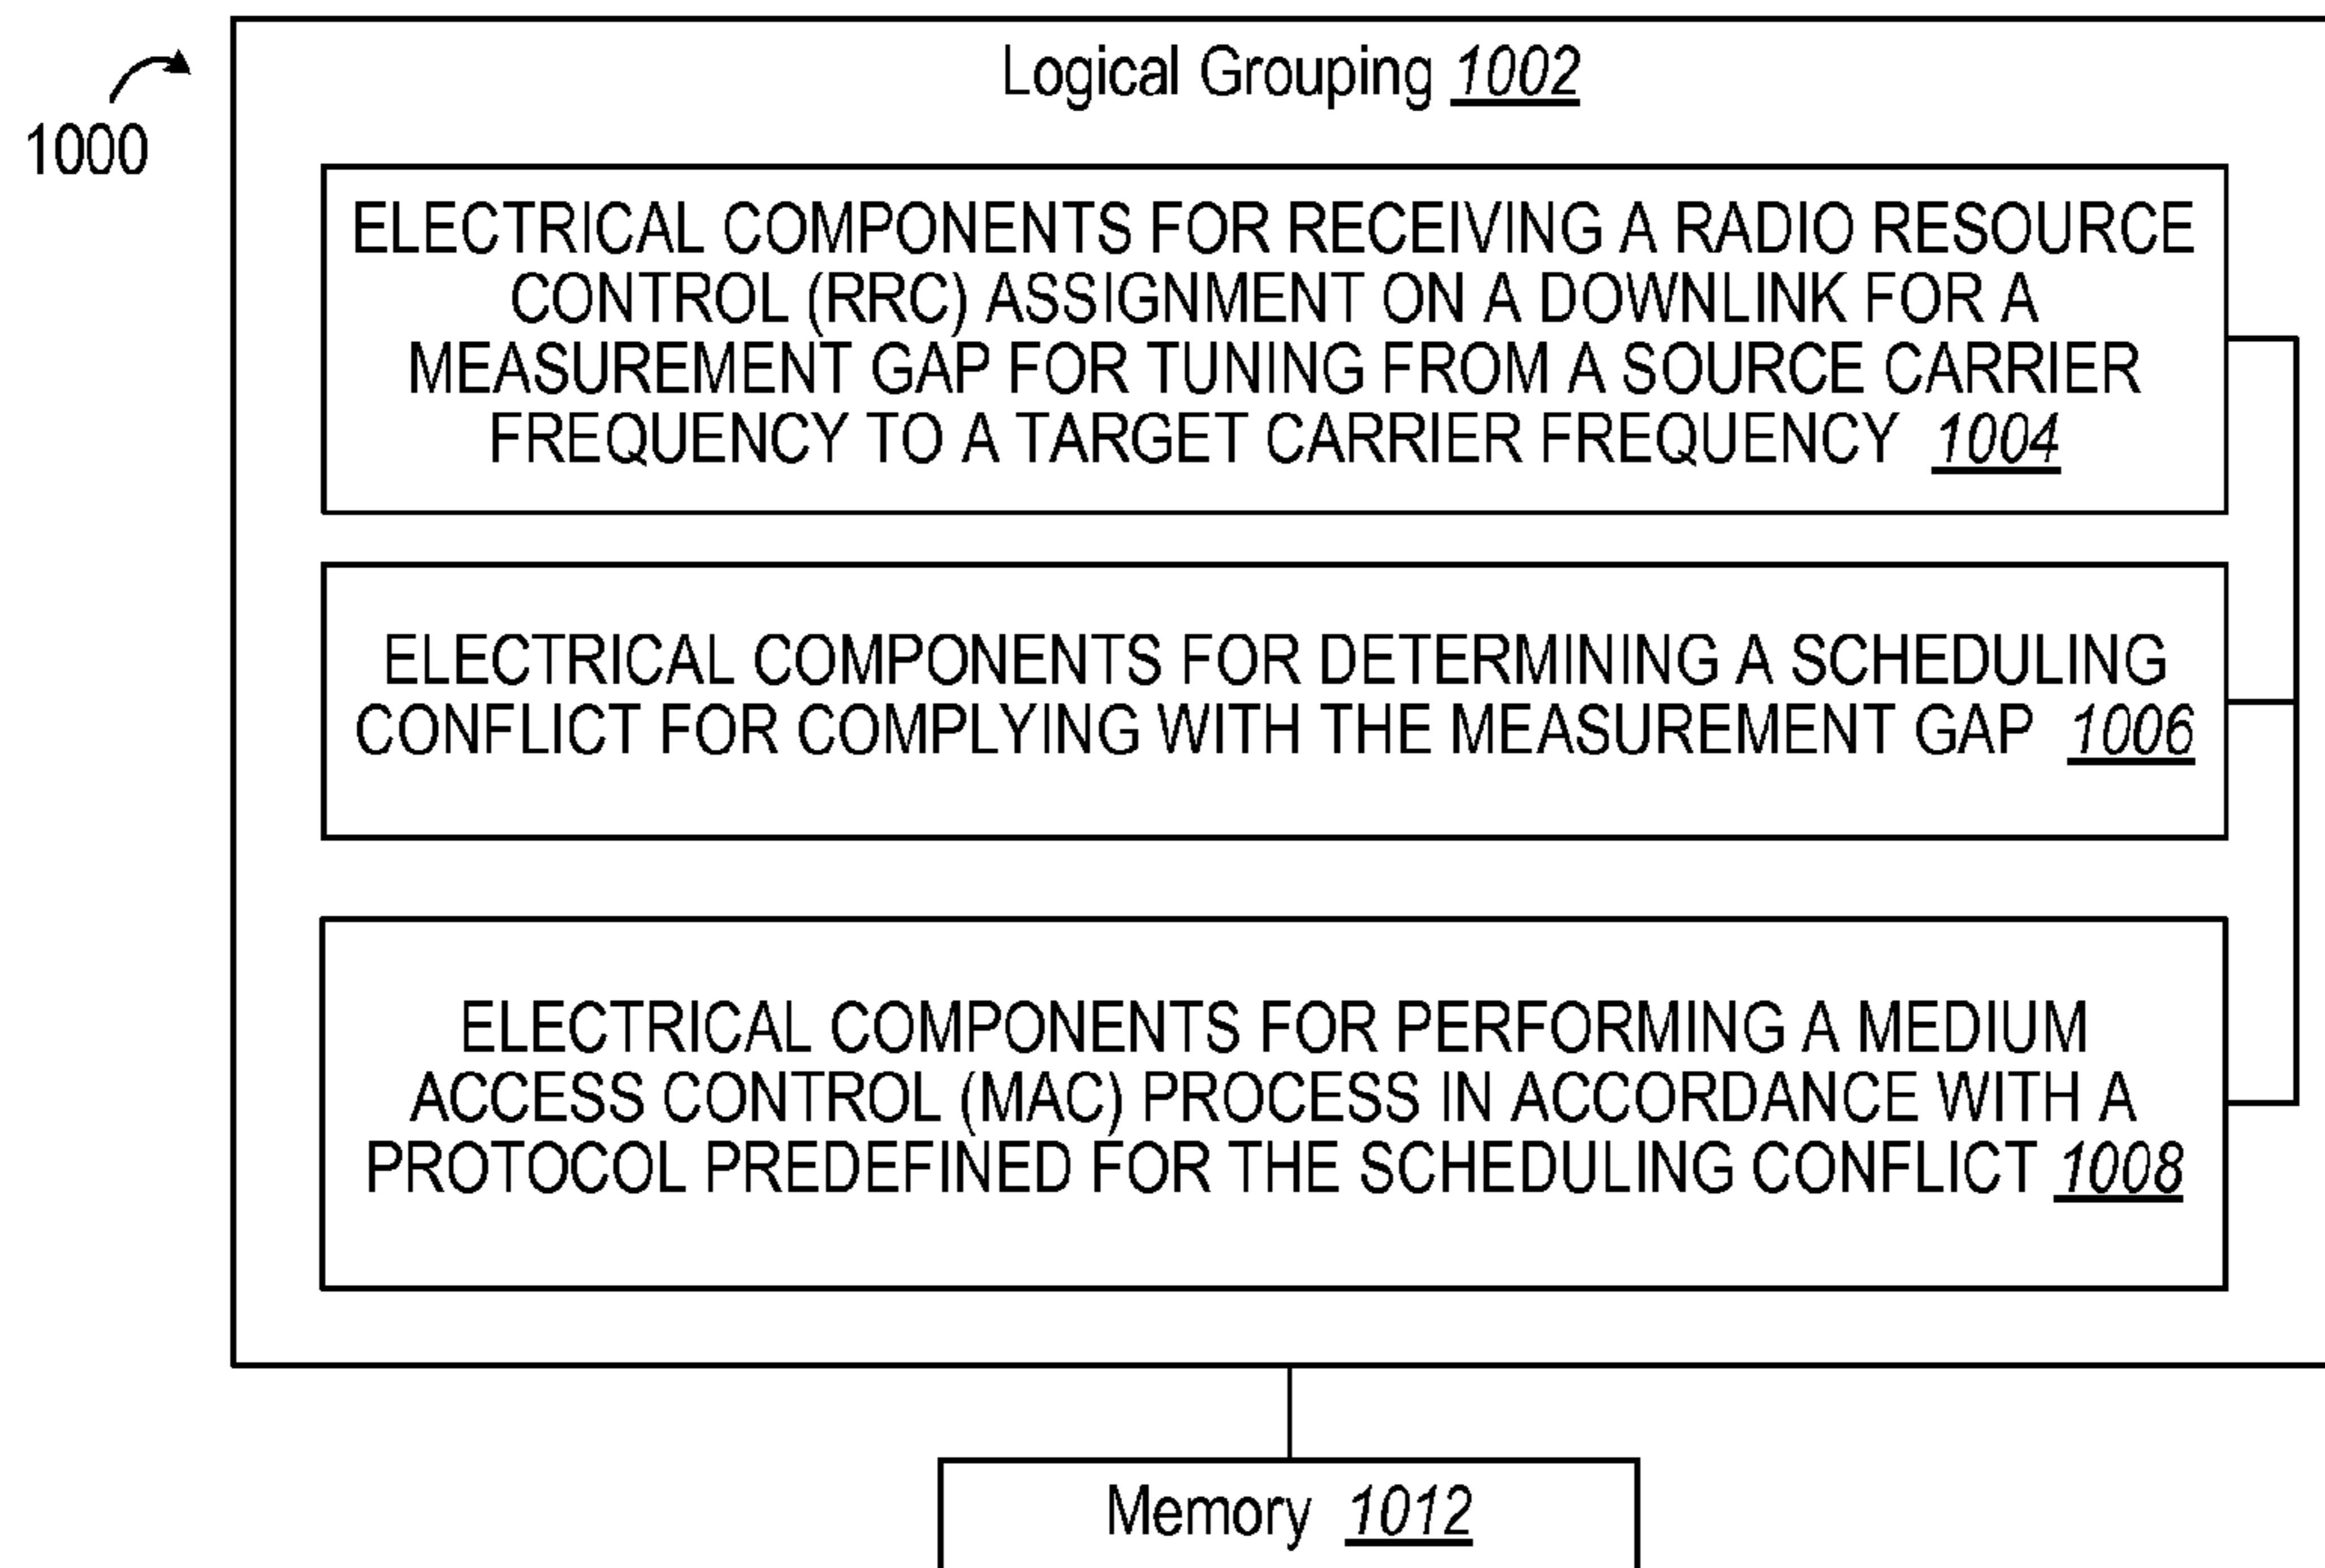 Logical Grouping 1002
1000
ELECTRICAL COMPONENTS FOR RECEIVING A RADIO RESOURCE
CONTROL (RRC) ASSIGNMENT ON A DOWNLINK FOR A
MEASUREMENT GAP FOR TUNING FROM A SOURCE CARRIER
FREQUENCY TO A TARGET CARRIER FREQUENCY 1004
ELECTRICAL COMPONENTS FOR DETERMINING A SCHEDULING
CONFLICT FOR COMPLYING WITH THE MEASUREMENT GAP 1006
ELECTRICAL COMPONENTS FOR PERFORMING A MEDIUM
ACCESS CONTROL (MAC) PROCESS IN ACCORDANCE WITH A
PROTOCOL PREDEFINED FOR THE SCHEDULING CONFLICT 1008
Memory 1012